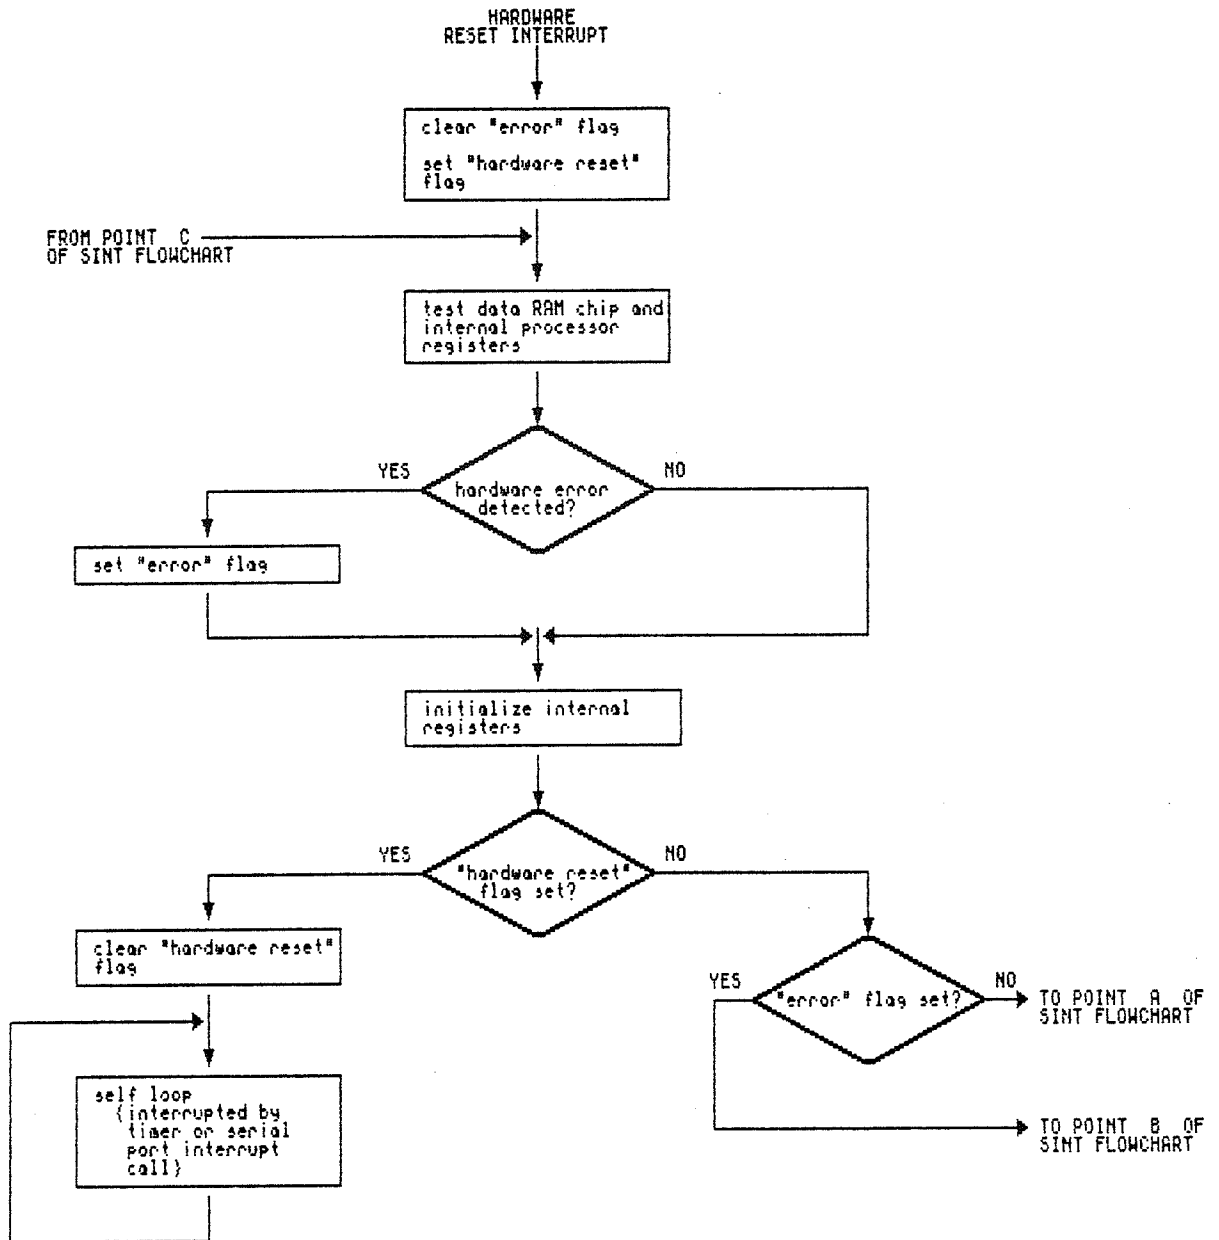 HARDWARE
RESET INTERRUPT
clear "error" flag
set "hardware reset"
flag
FROM POINT C
OF SINT FLOWCHART
test data RAM chip and
internal processor
registers
YES
NO
hardware error
detected?
set "error" flag
initialize internal
registers
YES
NO
"hardware reset"
flag set?
clear "hardware reset"
flag
YES
NO
"error" flag set?
TO POINT A OF
SINT FLOWCHART
self loop
{interrupted by
timer or serial
port interrupt
call}
TO POINT B OF
SINT FLOWCHART